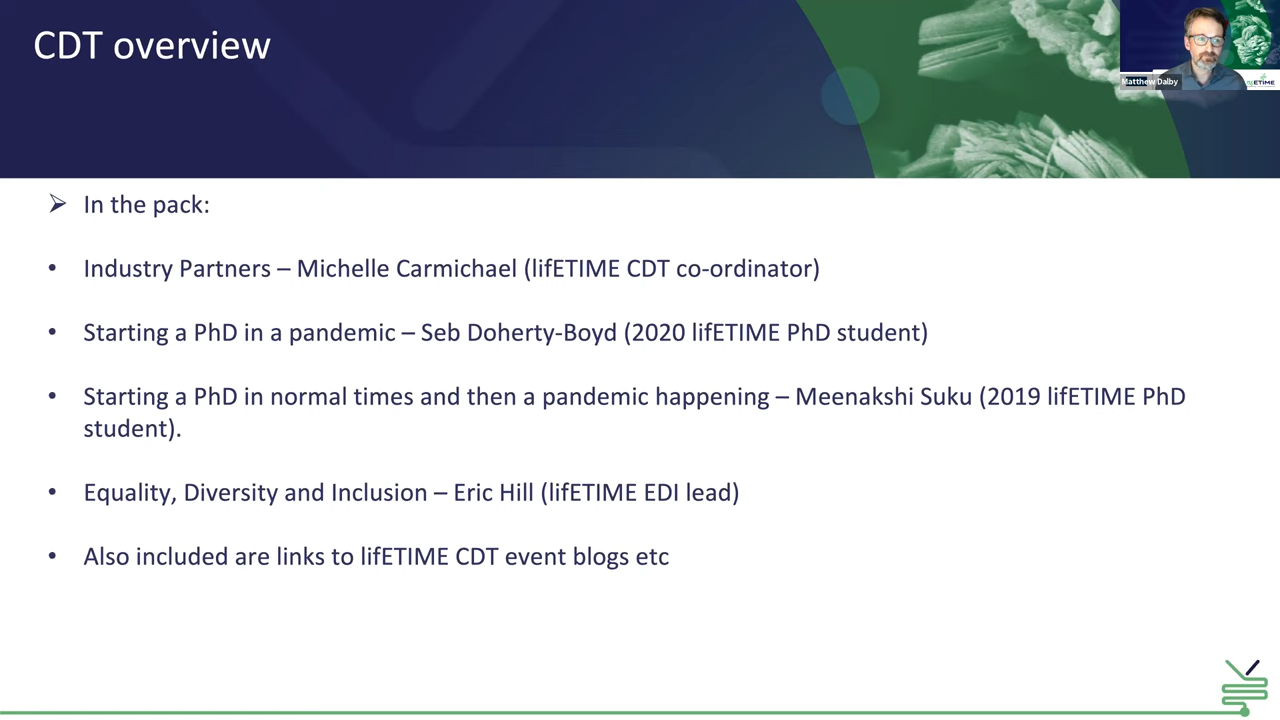 CDT overview
Matthew Dalby
ETIME
➢ In the pack:
• Industry Partners – Michelle Carmichael (lifETIME CDT co-ordinator)
• Starting a PhD in a pandemic – Seb Doherty-Boyd (2020 lifETIME PhD student)
• Starting a PhD in normal times and then a pandemic happening – Meenakshi Suku (2019 lifETIME PhD
student).
• Equality, Diversity and Inclusion – Eric Hill (lifETIME EDI lead)
• Also included are links to lifETIME CDT event blogs etc